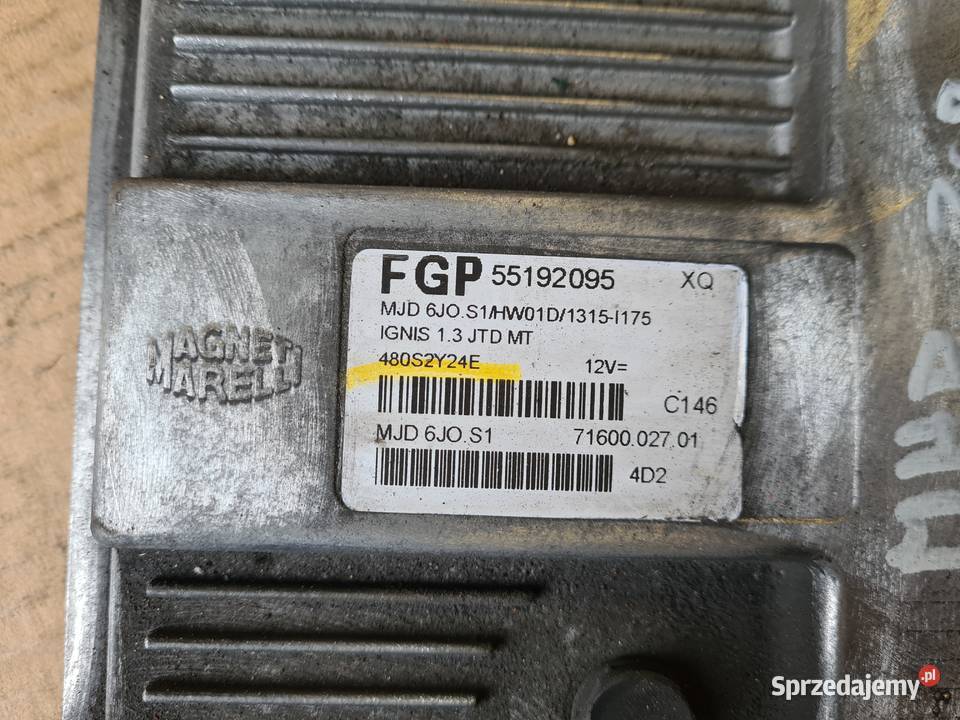 MAGNETI
MARELLI
FGP 55192095 XQ
MJD 6JO.S1/HW01D/1315-I175
IGNIS 1.3 JTD MT
480S2Y24E 12V=
C146
MJD 6JO.S1 71600.027.01
4D2
Sprzedajemy.pl